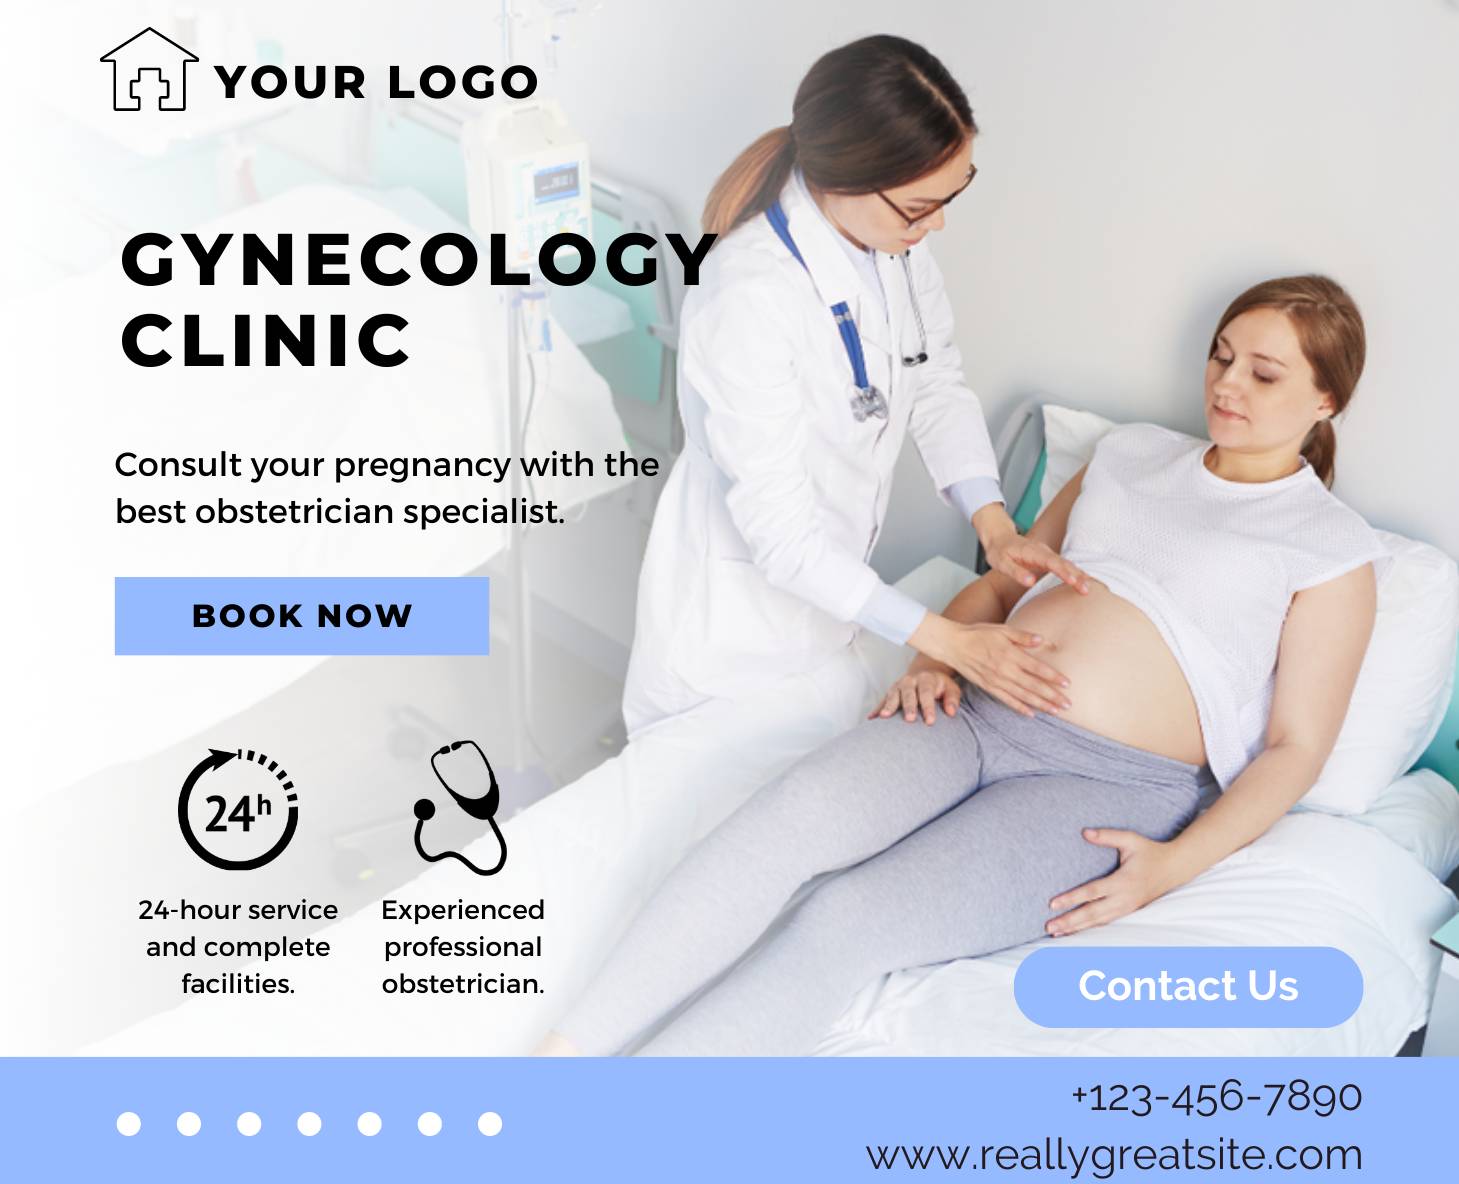 YOUR LOGO
GYNECOLOGY
CLINIC
Consult your pregnancy with the
best obstetrician specialist.
BOOK NOW
24h
24-hour service
and complete
facilities.
Experienced
professional
obstetrician.
Contact Us
+123-456-7890
www.reallygreatsite.com